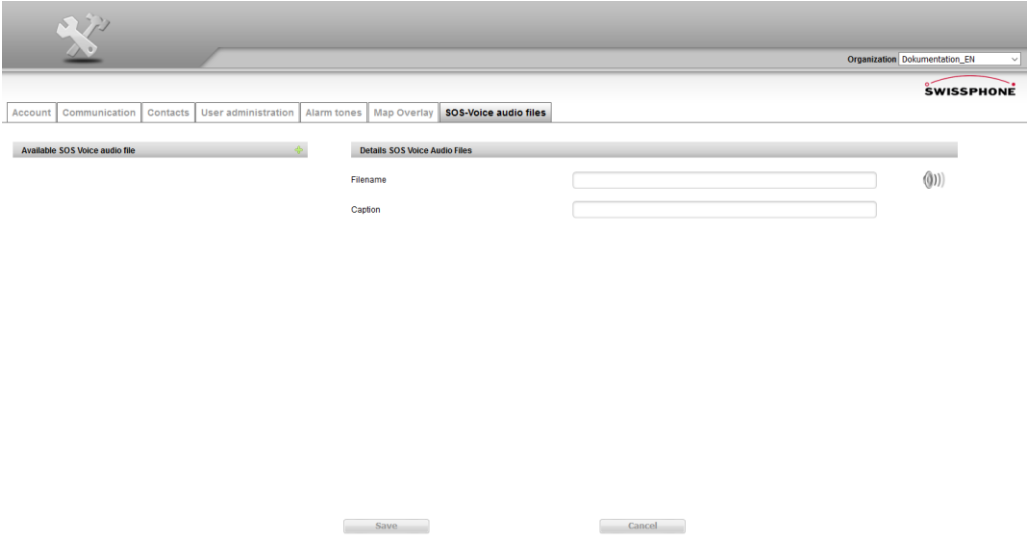 Organization Dokumentation_EN
SWISSPHONE
Account Communication Contacts User administration Alarm tones Map Overlay SOS-Voice audio files
Available SOS Voice audio file Details SOS Voice Audio Files
Filename
Caption
Save Cancel